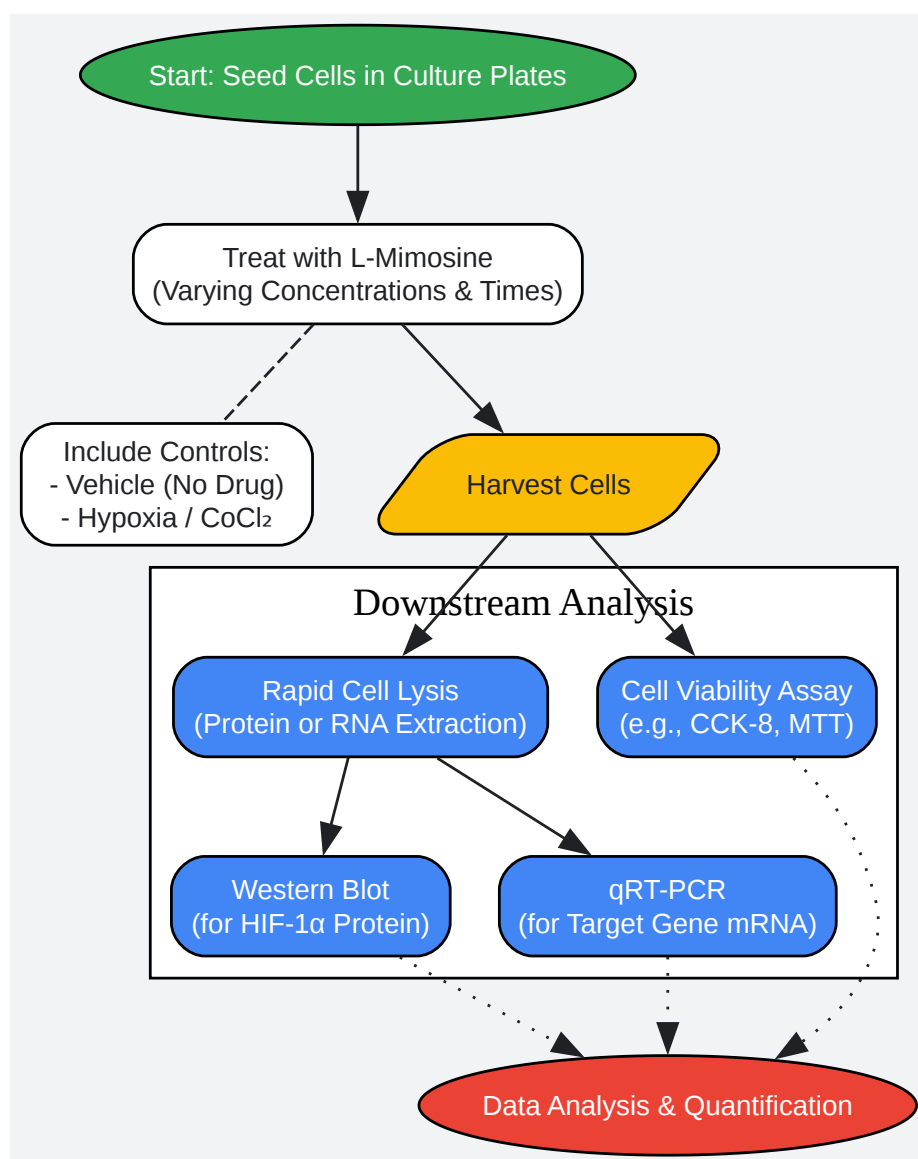 Start: Seed Cells in Culture Plates
Treat with L-Mimosine
(Varying Concentrations & Times)
Include Controls:
- Vehicle (No Drug)
- Hypoxia / CoCl₂
Harvest Cells
Downstream Analysis
Rapid Cell Lysis
(Protein or RNA Extraction)
Cell Viability Assay
(e.g., CCK-8, MTT)
Western Blot
(for HIF-1α Protein)
qRT-PCR
(for Target Gene mRNA)
Data Analysis & Quantification